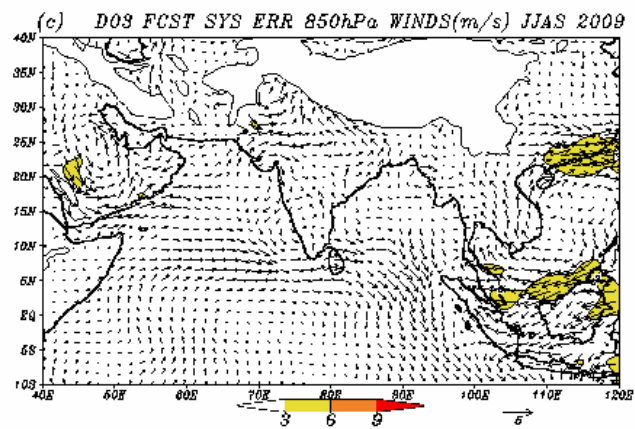 (c) D03 FCST SYS ERR 850hPa WINDS(m/s) JJAS 2009
40N
35N
30N
25N
20N
15N
10N
5N
EQ
5S
10S
40E 50E 60E 70E 80E 90E 100E 110E 120E
3 6 9
5